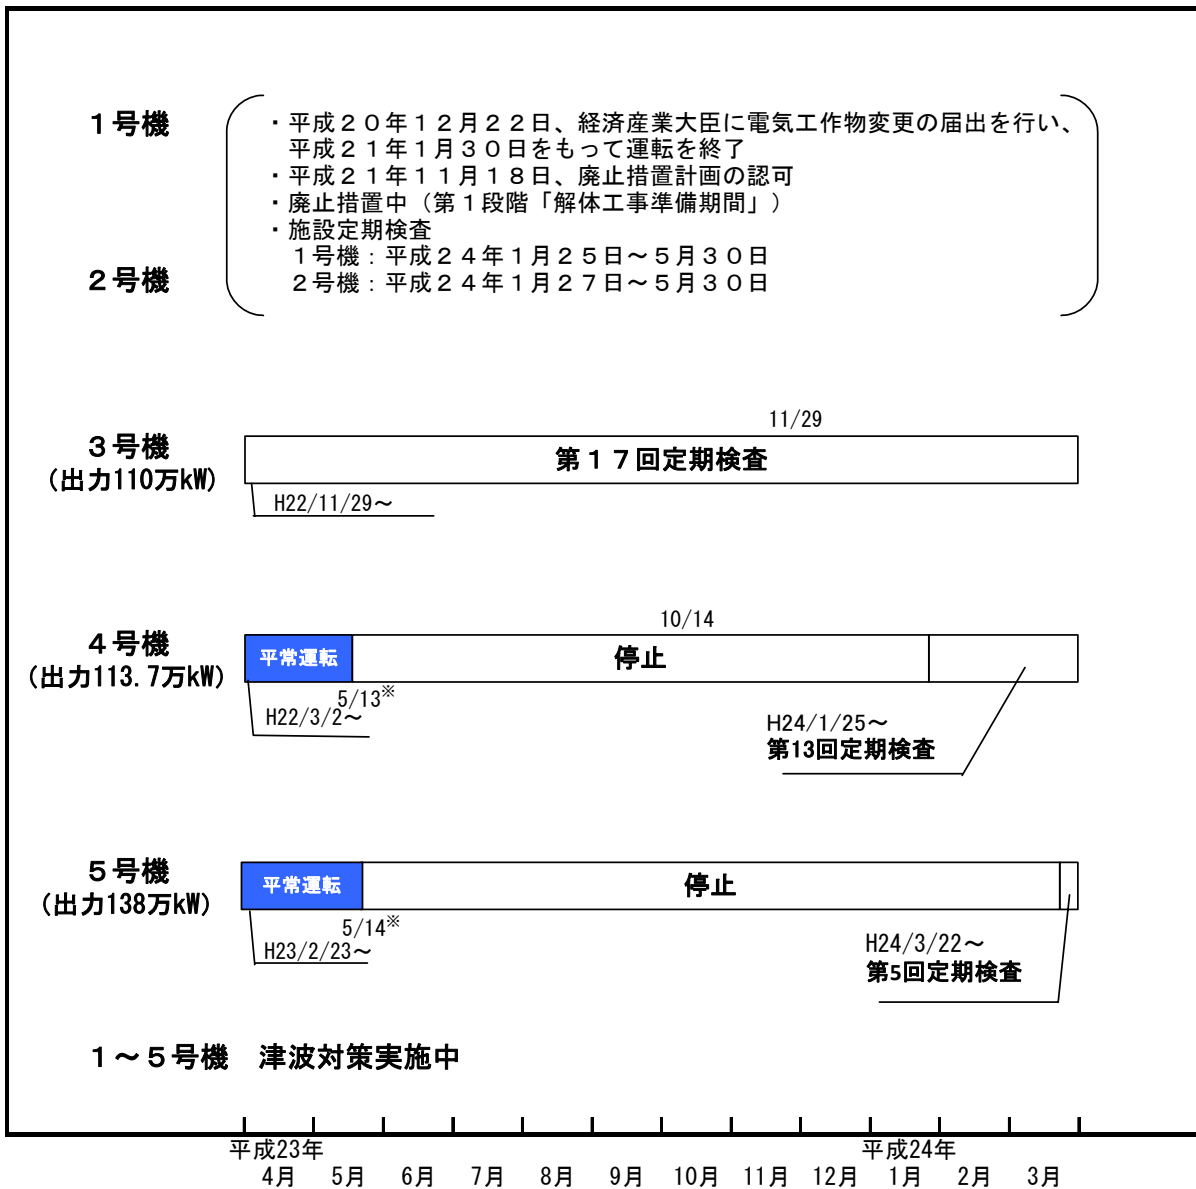 1号機
・平成20年12月22日、経済産業大臣に電気工作物変更の届出を行い、
平成21年1月30日をもって運転を終了
・平成21年11月18日、廃止措置計画の認可
・廃止措置中（第1段階「解体工事準備期間」）
・施設定期検査
1号機：平成24年1月25日～5月30日
2号機
2号機：平成24年1月27日～5月30日
11/29
3号機
(出力110万kW)
第17回定期検査
H22/11/29～
10/14
4号機
(出力113.7万kW)
平常運転
停止
5/13※
H22/3/2～
H24/1/25～
第13回定期検査
5号機
(出力138万kW)
平常運転
停止
5/14※
H23/2/23～
H24/3/22～
第5回定期検査
1～5号機　津波対策実施中
平成23年 平成24年
4月 5月 6月 7月 8月 9月 10月 11月 12月 1月 2月 3月